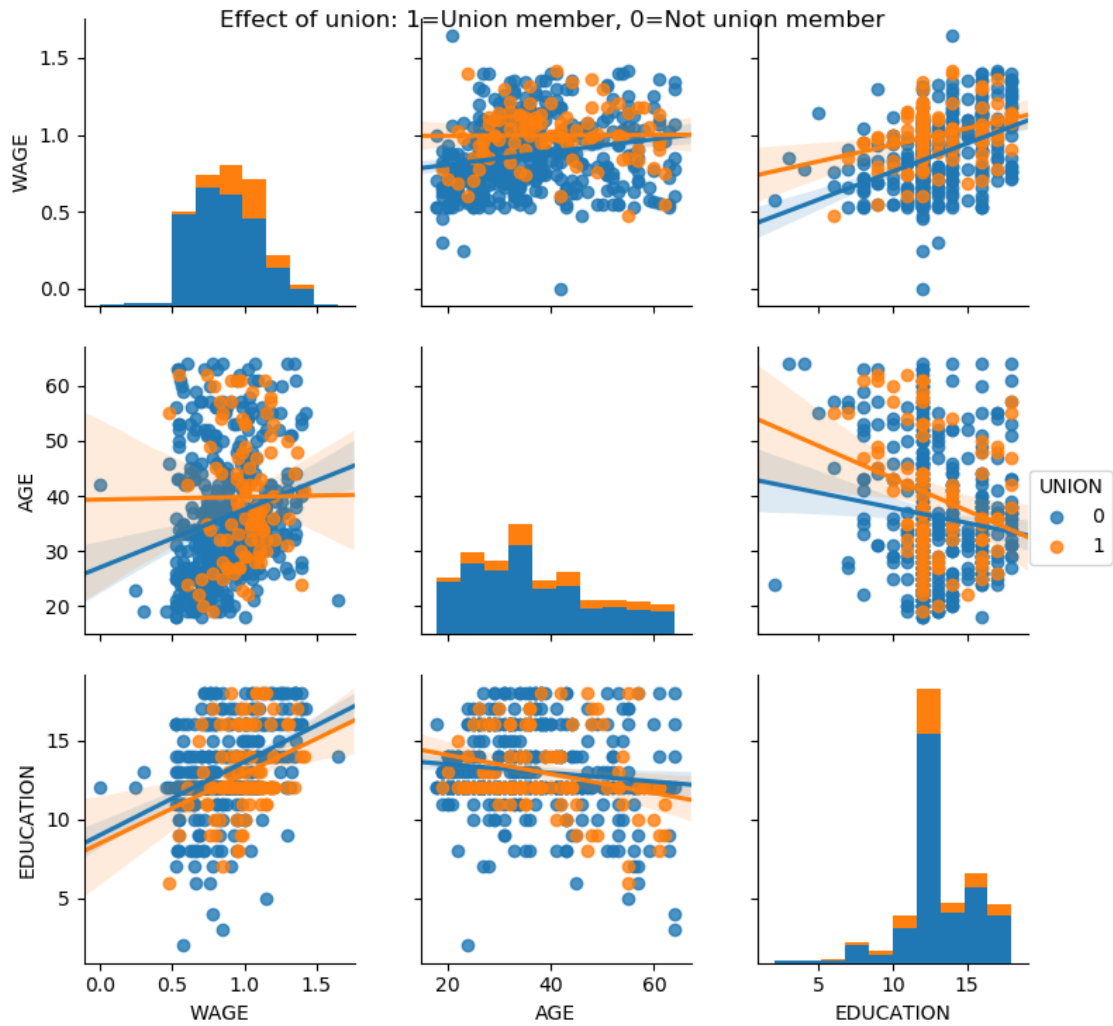 Effect of union: 1=Union member, 0=Not union member
WAGE
1.5
1.0
0.5
0.0
AGE
60
50
40
30
20
UNION
0
1
EDUCATION
15
10
5
0.0 0.5 1.0 1.5
20 40 60
5 10 15
WAGE
AGE
EDUCATION